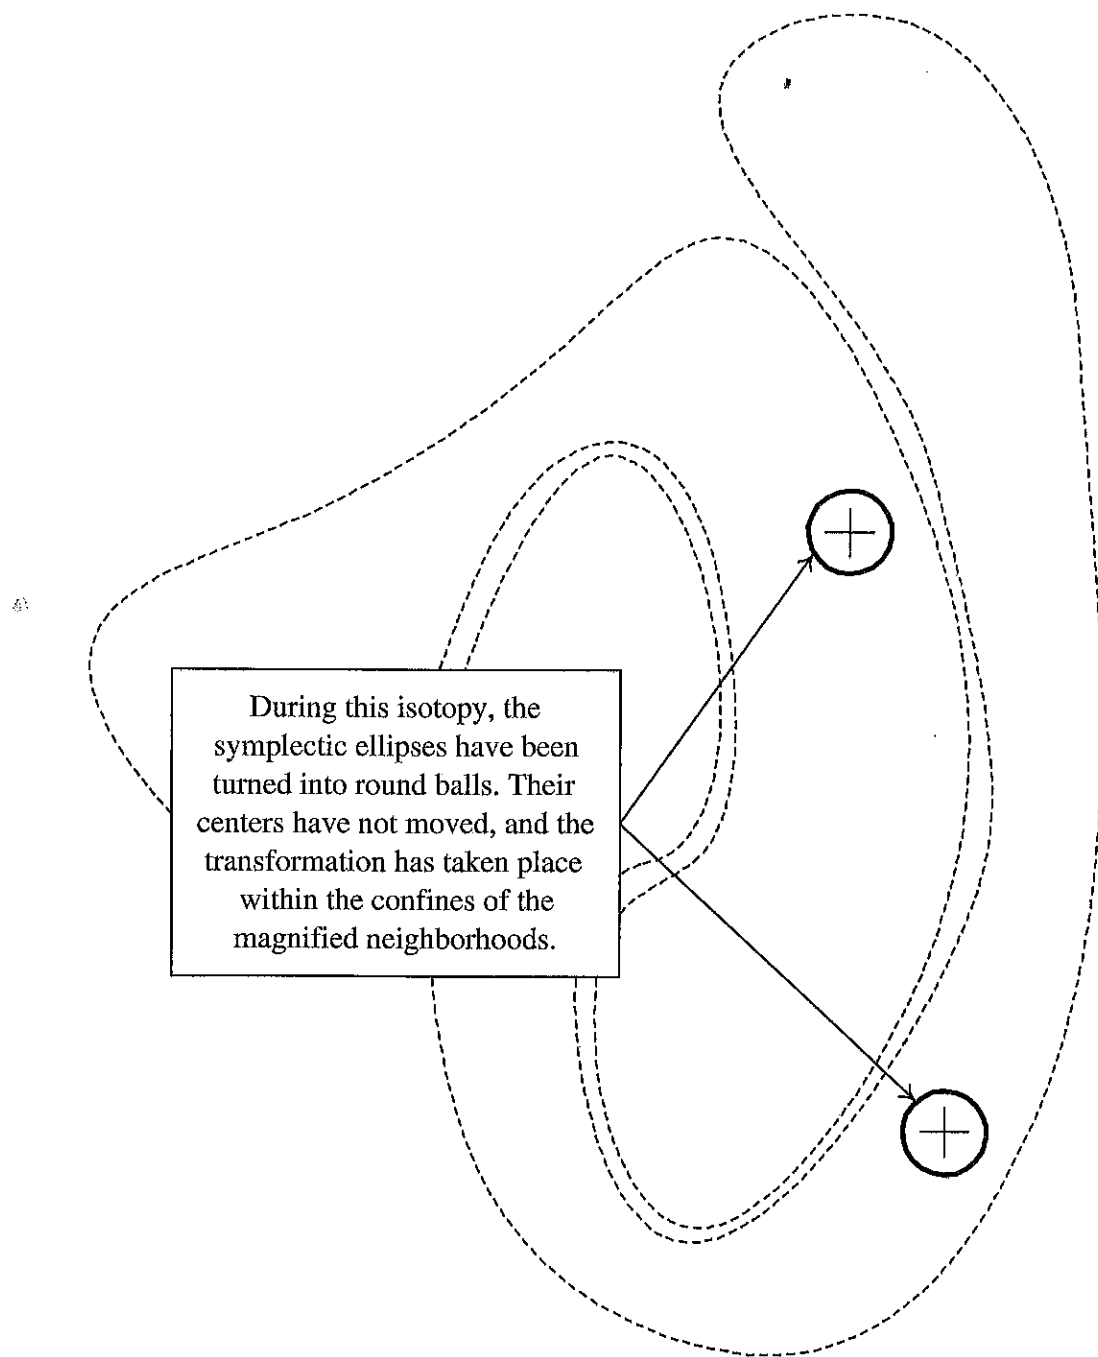 During this isotopy, the
symplectic ellipses have been
turned into round balls. Their
centers have not moved, and the
transformation has taken place
within the confines of the
magnified neighborhoods.